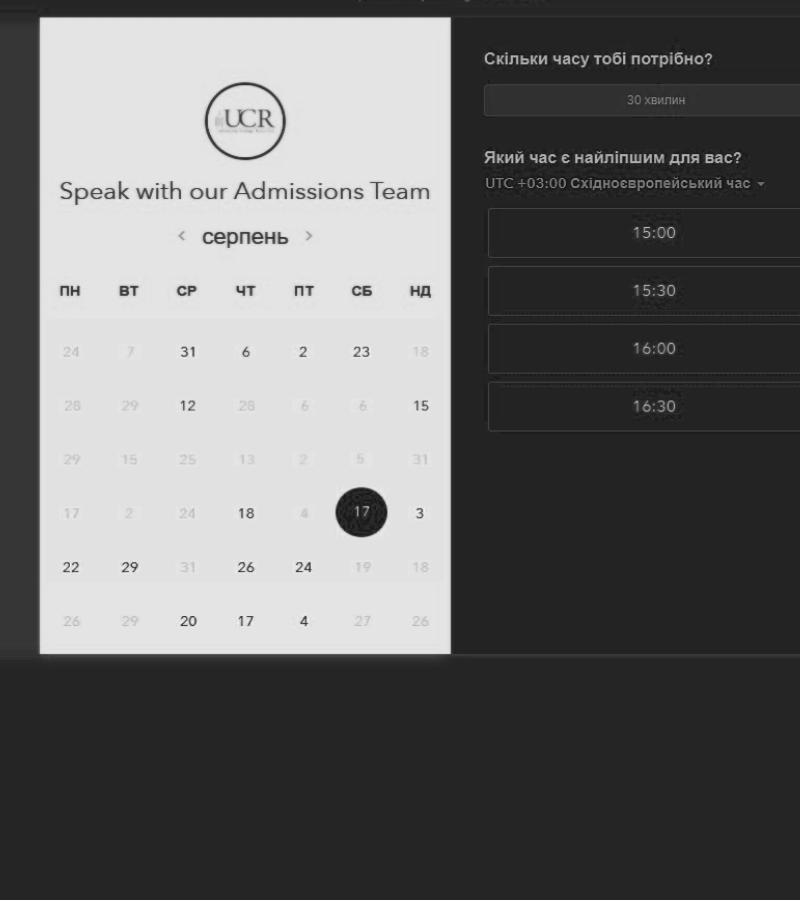 UCR
Speak with our Admissions Team
< серпень >
ПН ВТ СР ЧТ ПТ СБ НД
24 7 31 6 2 23 18
28 29 12 28 6 6 15
29 15 25 13 2 5 31
17 2 24 18 4 17 3
22 29 31 26 24 19 18
26 29 20 17 4 27 26
Скільки часу тобі потрібно?
30 хвилин
Який час є найліпшим для вас?
UTC +03:00 Східноєвропейський час
15:00
15:30
16:00
16:30